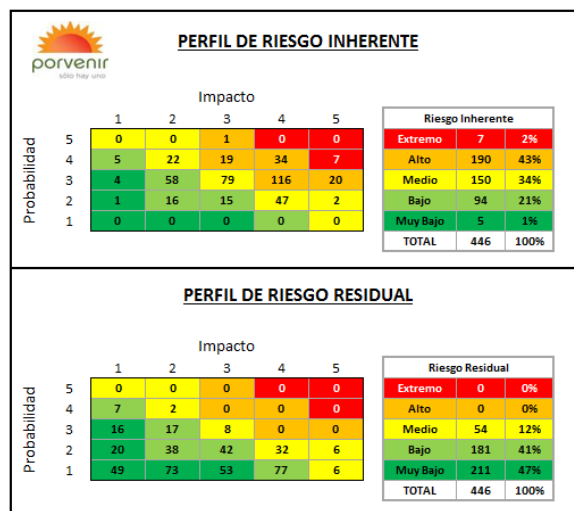 PERFIL DE RIESGO INHERENTE
porvenir
sólo hay uno
Impacto
1 2 3 4 5
Probabilidad
5 0 0 1 0 0
4 5 22 19 34 7
3 4 58 79 116 20
2 1 16 15 47 2
1 0 0 0 0 0
Riesgo Inherente
Extremo 7 2%
Alto 190 43%
Medio 150 34%
Bajo 94 21%
Muy Bajo 5 1%
TOTAL 446 100%
PERFIL DE RIESGO RESIDUAL
Impacto
1 2 3 4 5
Probabilidad
5 0 0 0 0 0
4 7 2 0 0 0
3 16 17 8 0 0
2 20 38 42 32 6
1 49 73 53 77 6
Riesgo Residual
Extremo 0 0%
Alto 0 0%
Medio 54 12%
Bajo 181 41%
Muy Bajo 211 47%
TOTAL 446 100%